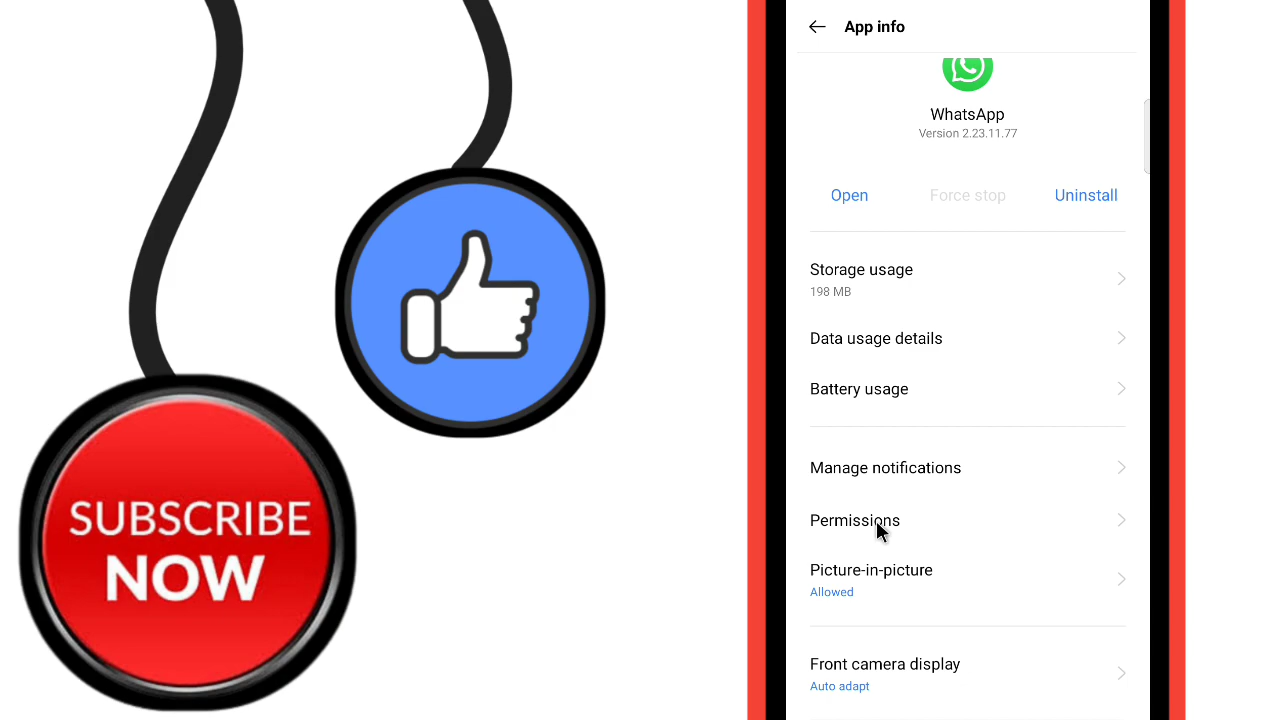 SUBSCRIBE
NOW
App info
WhatsApp
Version 2.23.11.77
Open Force stop Uninstall
Storage usage
198 MB
Data usage details
Battery usage
Manage notifications
Permissions
Picture-in-picture
Allowed
Front camera display
Auto adapt